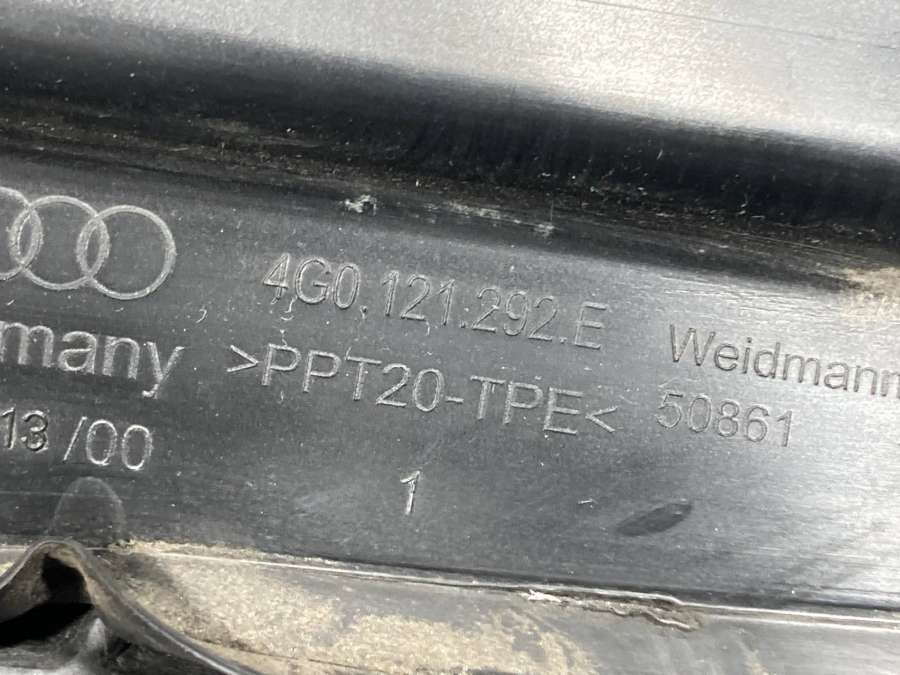 4G0.121.292.E
Weidmann
many >PPT20-TPE< 50861
13/00
1